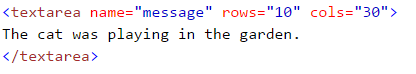 <textarea name="message" rows="10" cols="30">
The cat was playing in the garden.
</textarea>